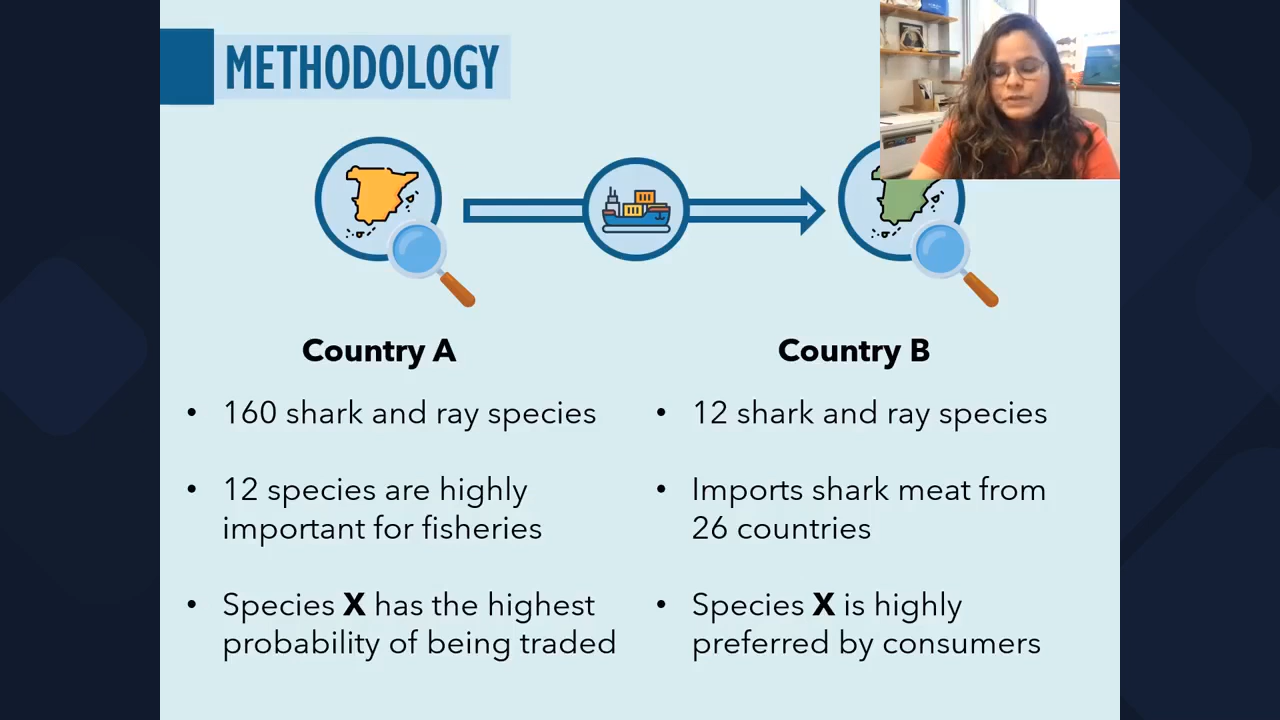 METHODOLOGY
Country A
• 160 shark and ray species
• 12 species are highly
important for fisheries
• Species X has the highest
probability of being traded
Country B
• 12 shark and ray species
• Imports shark meat from
26 countries
• Species X is highly
preferred by consumers